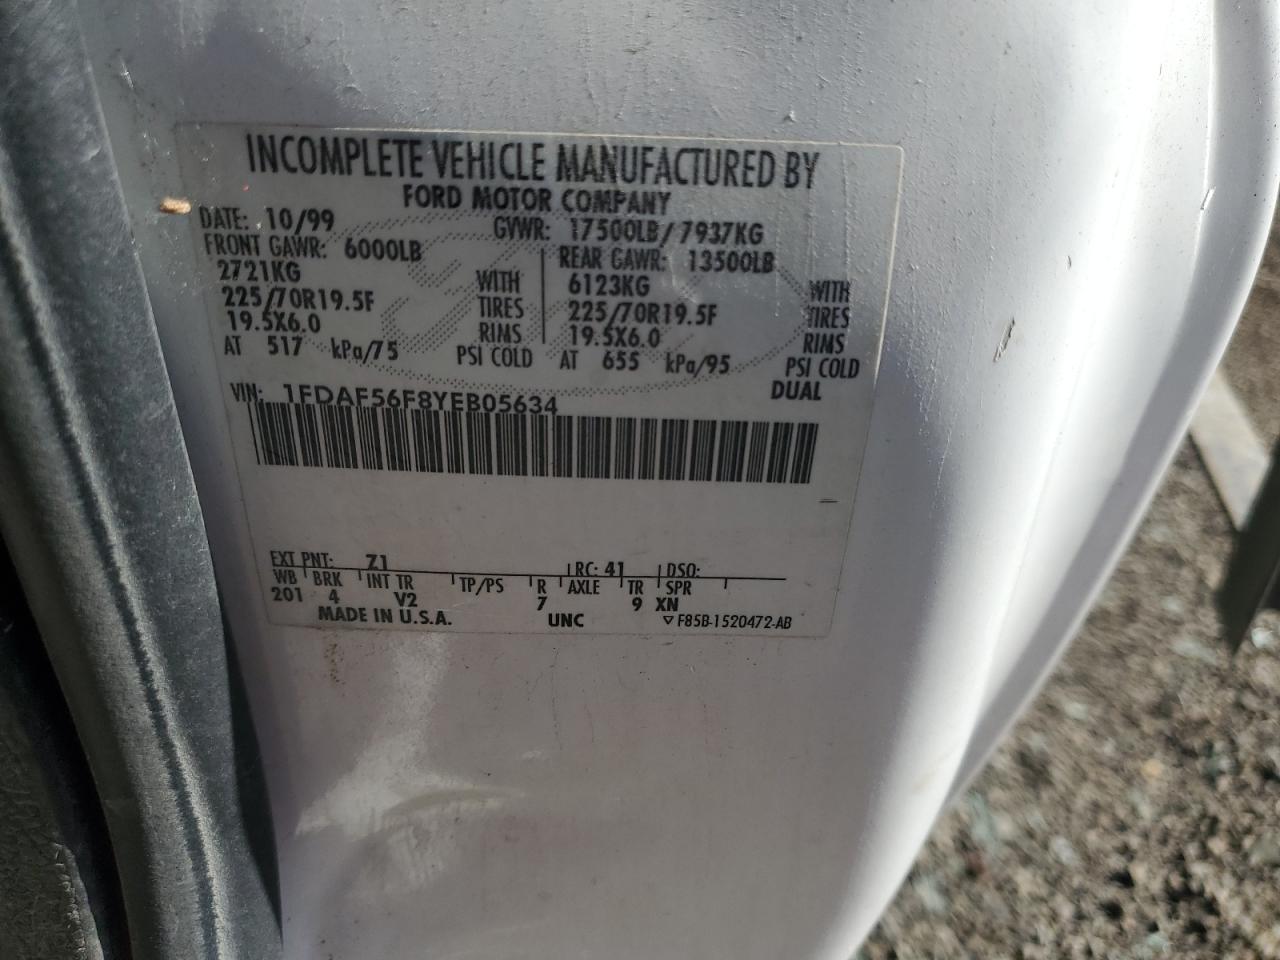 INCOMPLETE VEHICLE MANUFACTURED BY
FORD MOTOR COMPANY
DATE: 10/99 GVWR: 17500LB/7937KG
FRONT GAWR: 6000LB REAR GAWR: 13500LB
2721KG WITH 6123KG WITH
225/70R19.5F TIRES 225/70R19.5F TIRES
19.5X6.0 RIMS 19.5X6.0 RIMS
AT 517 kPa/75 PSI COLD AT 655 kPa/95 PSI COLD
DUAL
VIN: 1FDAF56F8YEB05634
EXT PNT: Z1 RC: 41 DSO:
WB BRK INT TR TP/PS R AXLE TR SPR
201 4 V2 7 9 XN
MADE IN U.S.A. UNC ▽ F85B-1520472-AB